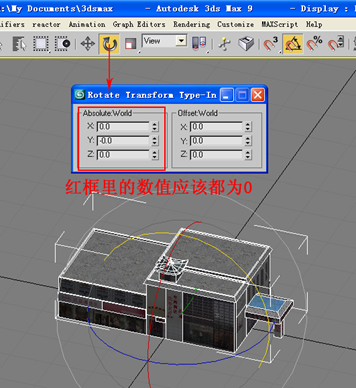 :\My Documents\3dsmax - Autodesk 3ds Max 9 - Display :
ifiers reactor Animation Graph Editors Rendering Customize MAXScript Help
View
3
%
Rotate Transform Type-In
Absolute:World
Offset:World
X: 0.0
X: 0.0
Y: -0.0
Y: 0.0
Z: 0.0
Z: 0.0
红框里的数值应该都为0